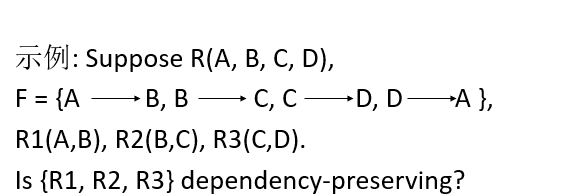 示例: Suppose R(A, B, C, D),
F = {A ⟶ B, B ⟶ C, C ⟶ D, D ⟶ A },
R1(A,B), R2(B,C), R3(C,D).
Is {R1, R2, R3} dependency-preserving?